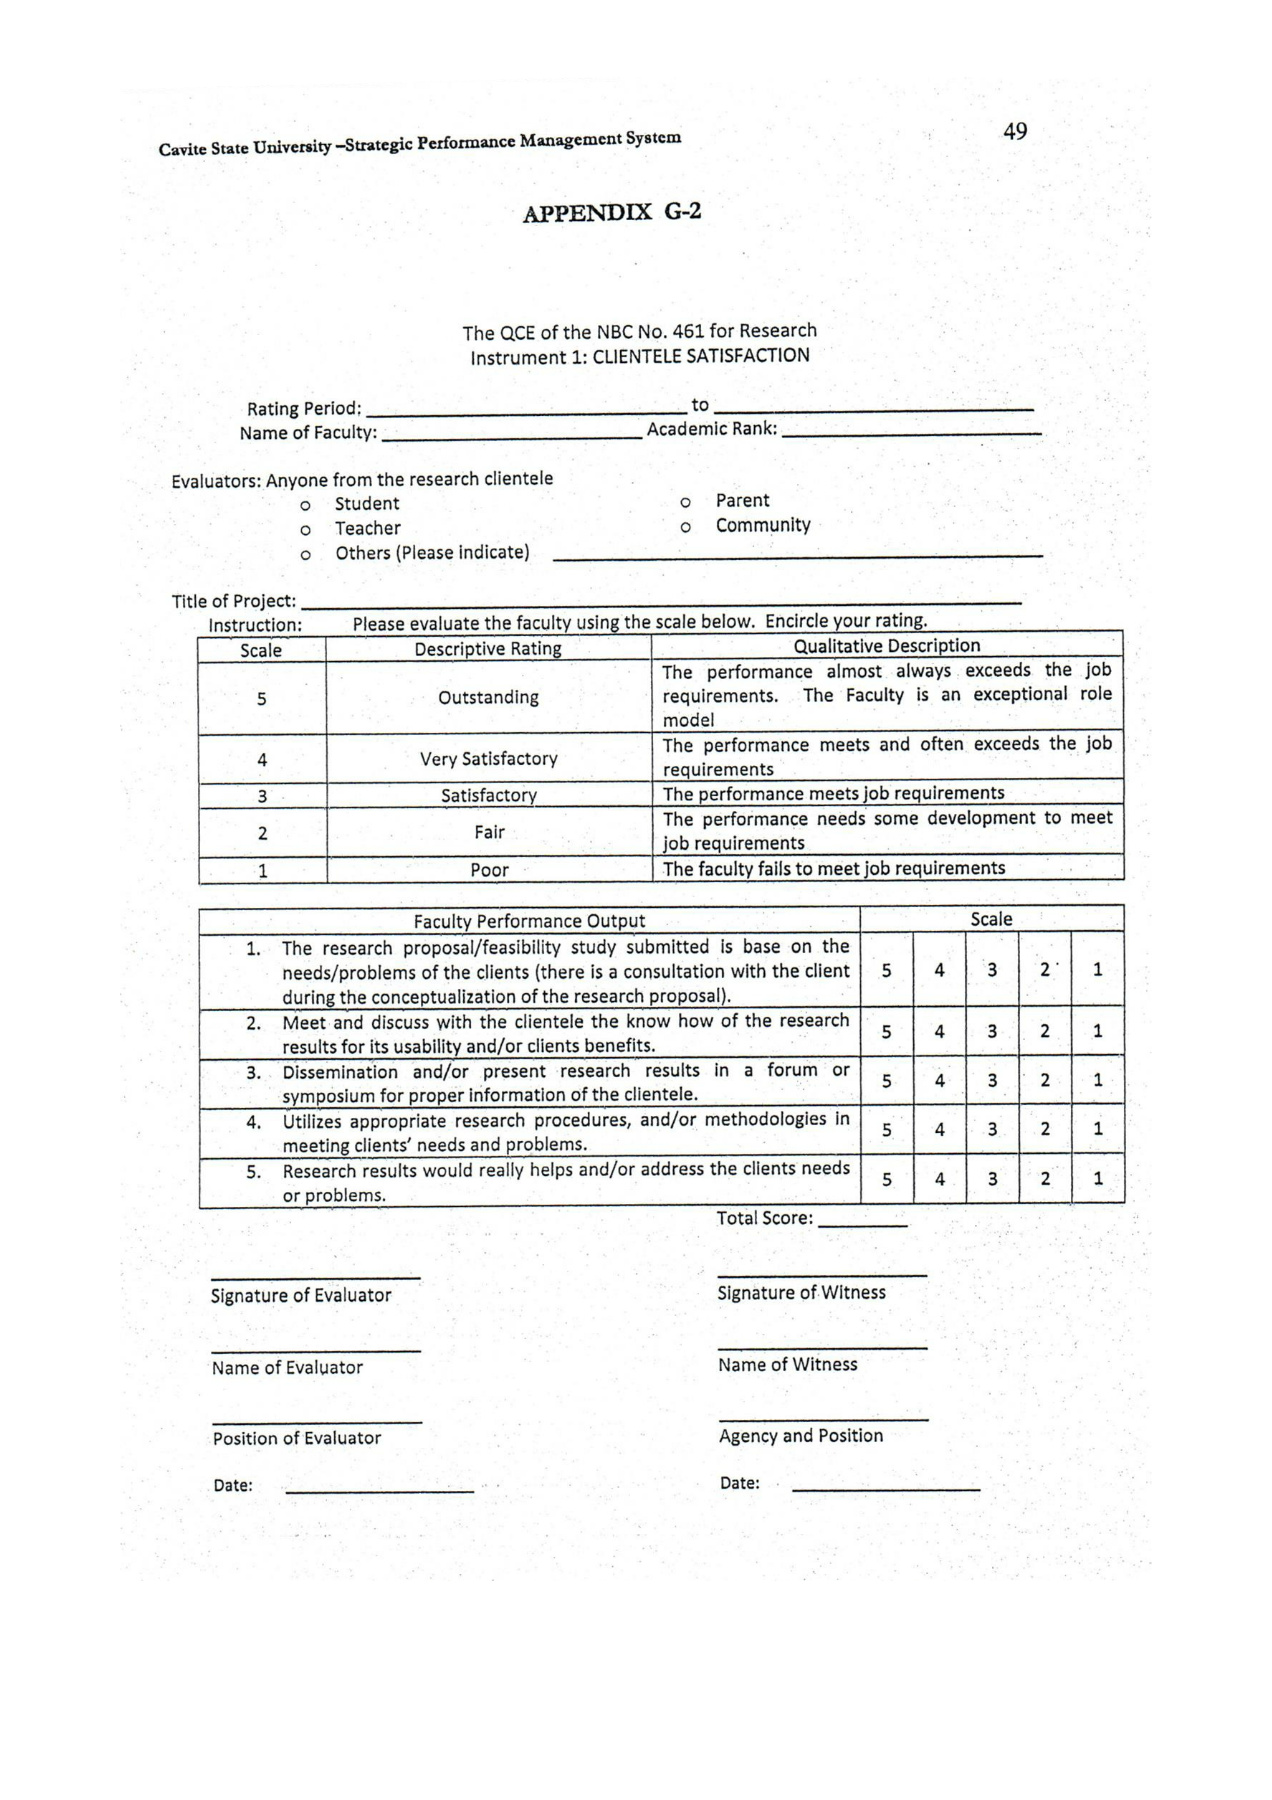 Cavite State University –Strategic Performance Management System
49
APPENDIX G-2
The QCE of the NBC No. 461 for Research
Instrument 1: CLIENTELE SATISFACTION
Rating Period: ____ to ____
Name of Faculty: ____ Academic Rank: ____
Evaluators: Anyone from the research clientele
o Student o Parent
o Teacher o Community
o Others (Please indicate) ____
Title of Project: ____
Instruction: Please evaluate the faculty using the scale below. Encircle your rating.
Scale Descriptive Rating Qualitative Description
5 Outstanding The performance almost always exceeds the job
requirements. The Faculty is an exceptional role
model
4 Very Satisfactory The performance meets and often exceeds the job
requirements
3 Satisfactory The performance meets job requirements
2 Fair The performance needs some development to meet
job requirements
1 Poor The faculty fails to meet job requirements
Faculty Performance Output Scale
1. The research proposal/feasibility study submitted is base on the
needs/problems of the clients (there is a consultation with the client 5 4 3 2 1
during the conceptualization of the research proposal).
2. Meet and discuss with the clientele the know how of the research
results for its usability and/or clients benefits. 5 4 3 2 1
3. Dissemination and/or present research results in a forum or
symposium for proper information of the clientele. 5 4 3 2 1
4. Utilizes appropriate research procedures, and/or methodologies in
meeting clients' needs and problems. 5 4 3 2 1
5. Research results would really helps and/or address the clients needs
or problems. 5 4 3 2 1
Total Score: ____
Signature of Evaluator Signature of Witness
Name of Evaluator Name of Witness
Position of Evaluator Agency and Position
Date: ____ Date: ____